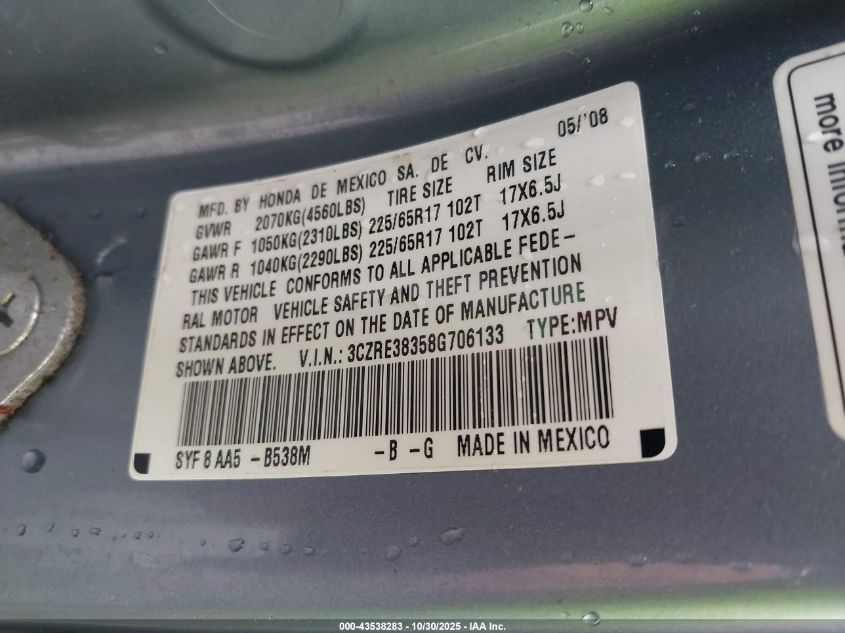 05/'08
MFD. BY HONDA DE MEXICO SA. DE CV.
GVWR 2070KG(4560LBS) TIRE SIZE RIM SIZE
GAWR F 1050KG(2310LBS) 225/65R17 102T 17X6.5J
GAWR R 1040KG(2290LBS) 225/65R17 102T 17X6.5J
THIS VEHICLE CONFORMS TO ALL APPLICABLE FEDE-
RAL MOTOR VEHICLE SAFETY AND THEFT PREVENTION
STANDARDS IN EFFECT ON THE DATE OF MANUFACTURE
SHOWN ABOVE. V.I.N.: 3CZRE38358G706133 TYPE:MPV
SYF 8 AA5 -B538M -B -G MADE IN MEXICO
more
000-43538283 - 10/30/2025 - IAA Inc.